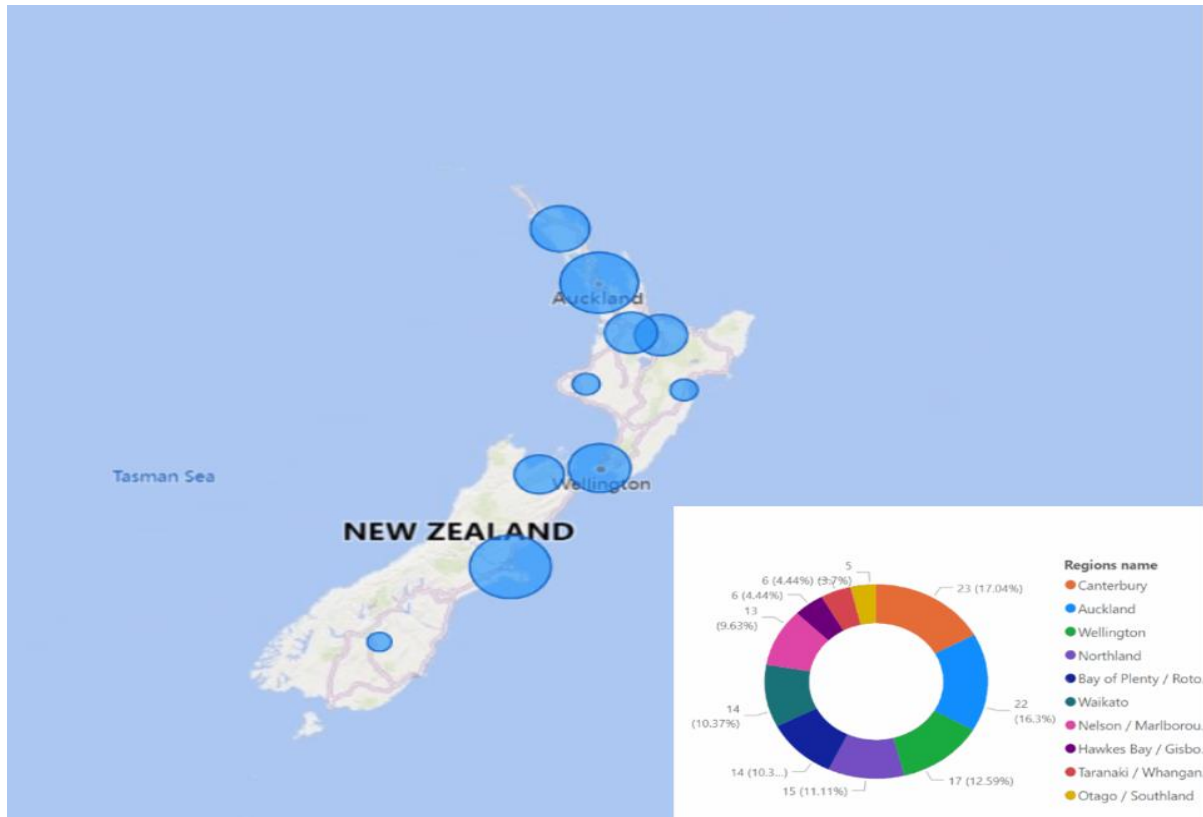 Auckland
Tasman Sea
Wellington
NEW ZEALAND
5
6 (4.44%) (3.7%)
6 (4.44%)
13
(9.63%)
14
(10.37%)
14 (10.3...)
15 (11.11%)
17 (12.59%)
22
(16.3%)
23 (17.04%)
Regions name
Canterbury
Auckland
Wellington
Northland
Bay of Plenty / Roto.
Waikato
Nelson / Marlborou.
Hawkes Bay / Gisbo.
Taranaki / Whangan.
Otago / Southland